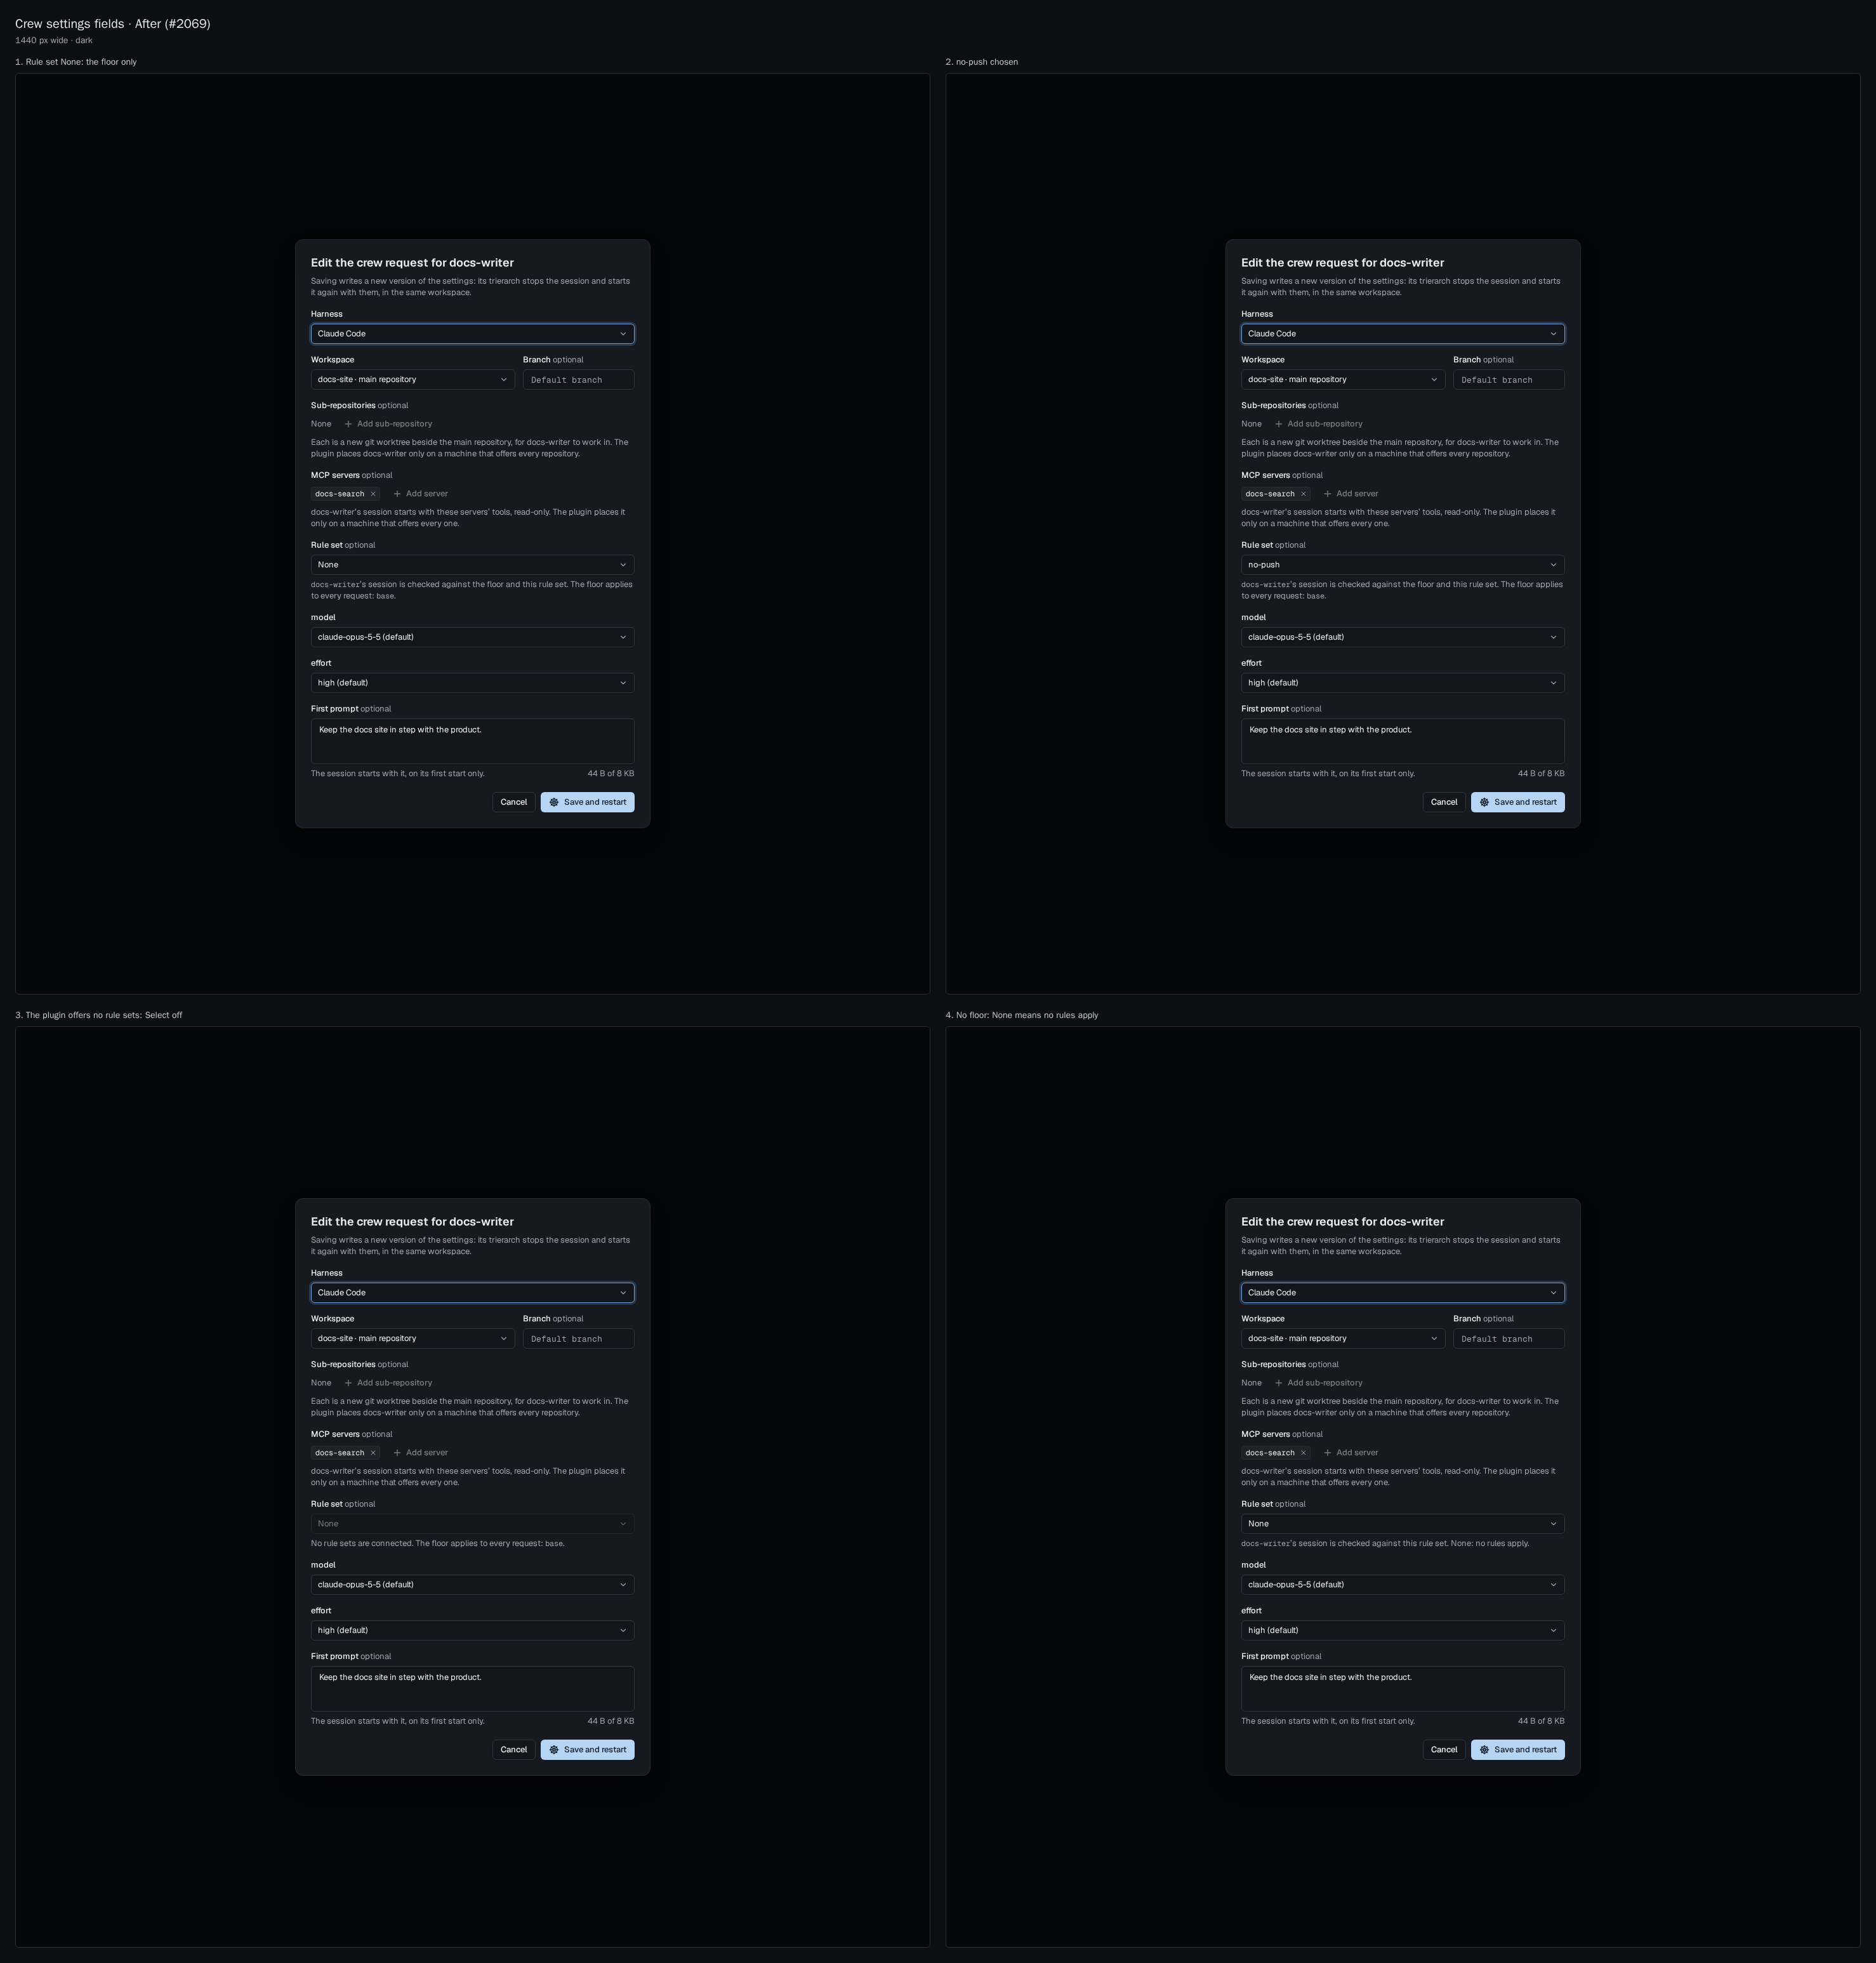 Crew settings fields · After (#2069)
1440 px wide · dark
1. Rule set None: the floor only
Edit the crew request for docs-writer
Saving writes a new version of the settings: its trierarch stops the session and starts
it again with them, in the same workspace.
Harness
Claude Code
Workspace
Branch optional
docs-site · main repository
Default branch
Sub-repositories optional
None
Add sub-repository
Each is a new git worktree beside the main repository, for docs-writer to work in. The
plugin places docs-writer only on a machine that offers every repository.
MCP servers optional
docs-search ×
Add server
docs-writer's session starts with these servers' tools, read-only. The plugin places it
only on a machine that offers every one.
Rule set optional
None
docs-writer's session is checked against the floor and this rule set. The floor applies
to every request: base.
model
claude-opus-5-5 (default)
effort
high (default)
First prompt optional
Keep the docs site in step with the product.
The session starts with it, on its first start only.
44 B of 8 KB
Cancel
Save and restart
2. no-push chosen
Edit the crew request for docs-writer
Saving writes a new version of the settings: its trierarch stops the session and starts
it again with them, in the same workspace.
Harness
Claude Code
Workspace
Branch optional
docs-site · main repository
Default branch
Sub-repositories optional
None
Add sub-repository
Each is a new git worktree beside the main repository, for docs-writer to work in. The
plugin places docs-writer only on a machine that offers every repository.
MCP servers optional
docs-search ×
Add server
docs-writer's session starts with these servers' tools, read-only. The plugin places it
only on a machine that offers every one.
Rule set optional
no-push
docs-writer's session is checked against the floor and this rule set. The floor applies
to every request: base.
model
claude-opus-5-5 (default)
effort
high (default)
First prompt optional
Keep the docs site in step with the product.
The session starts with it, on its first start only.
44 B of 8 KB
Cancel
Save and restart
3. The plugin offers no rule sets: Select off
Edit the crew request for docs-writer
Saving writes a new version of the settings: its trierarch stops the session and starts
it again with them, in the same workspace.
Harness
Claude Code
Workspace
Branch optional
docs-site · main repository
Default branch
Sub-repositories optional
None
Add sub-repository
Each is a new git worktree beside the main repository, for docs-writer to work in. The
plugin places docs-writer only on a machine that offers every repository.
MCP servers optional
docs-search ×
Add server
docs-writer's session starts with these servers' tools, read-only. The plugin places it
only on a machine that offers every one.
Rule set optional
None
No rule sets are connected. The floor applies to every request: base.
model
claude-opus-5-5 (default)
effort
high (default)
First prompt optional
Keep the docs site in step with the product.
The session starts with it, on its first start only.
44 B of 8 KB
Cancel
Save and restart
4. No floor: None means no rules apply
Edit the crew request for docs-writer
Saving writes a new version of the settings: its trierarch stops the session and starts
it again with them, in the same workspace.
Harness
Claude Code
Workspace
Branch optional
docs-site · main repository
Default branch
Sub-repositories optional
None
Add sub-repository
Each is a new git worktree beside the main repository, for docs-writer to work in. The
plugin places docs-writer only on a machine that offers every repository.
MCP servers optional
docs-search ×
Add server
docs-writer's session starts with these servers' tools, read-only. The plugin places it
only on a machine that offers every one.
Rule set optional
None
docs-writer's session is checked against this rule set. None: no rules apply.
model
claude-opus-5-5 (default)
effort
high (default)
First prompt optional
Keep the docs site in step with the product.
The session starts with it, on its first start only.
44 B of 8 KB
Cancel
Save and restart